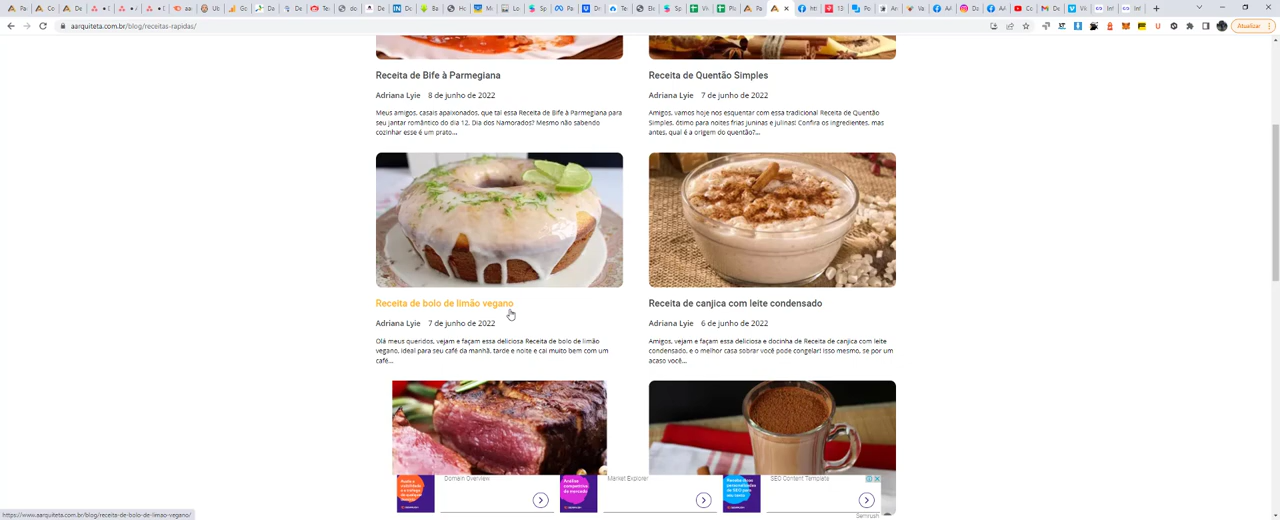 aarquiteta.com.br/blog/receitas-rapidas/
Atualizar
Receita de Bife à Parmegiana
Adriana Lyie 8 de junho de 2022
Meus amigos, casais apaixonados, que tal essa Receita de Bife à Parmegiana para
seu jantar romântico do dia 12, Dia dos Namorados? Mesmo não sabendo
cozinhar esse é um prato...
Receita de Quentão Simples
Adriana Lyie 7 de junho de 2022
Amigos, vamos hoje nos esquentar com essa tradicional Receita de Quentão
Simples, ótimo para noites frias juninas e julinas! Confira os ingredientes, mas
antes, qual é a origem do quentão?...
Receita de bolo de limão vegano
Adriana Lyie 7 de junho de 2022
Olá meus queridos, vejam e façam essa deliciosa Receita de bolo de limão
vegano, ideal para seu café da manhã, tarde e noite e cai muito bem com um
café...
Receita de canjica com leite condensado
Adriana Lyie 6 de junho de 2022
Amigos, vejam e façam essa deliciosa e docinha de Receita de canjica com leite
condensado, e o melhor casa sobrar você pode congelar! Isso mesmo, se por um
acaso você...
Domain Overview
Market Explorer
SEO Content Template
Semrush
https://www.aarquiteta.com.br/blog/receita-de-bolo-de-limao-vegano/